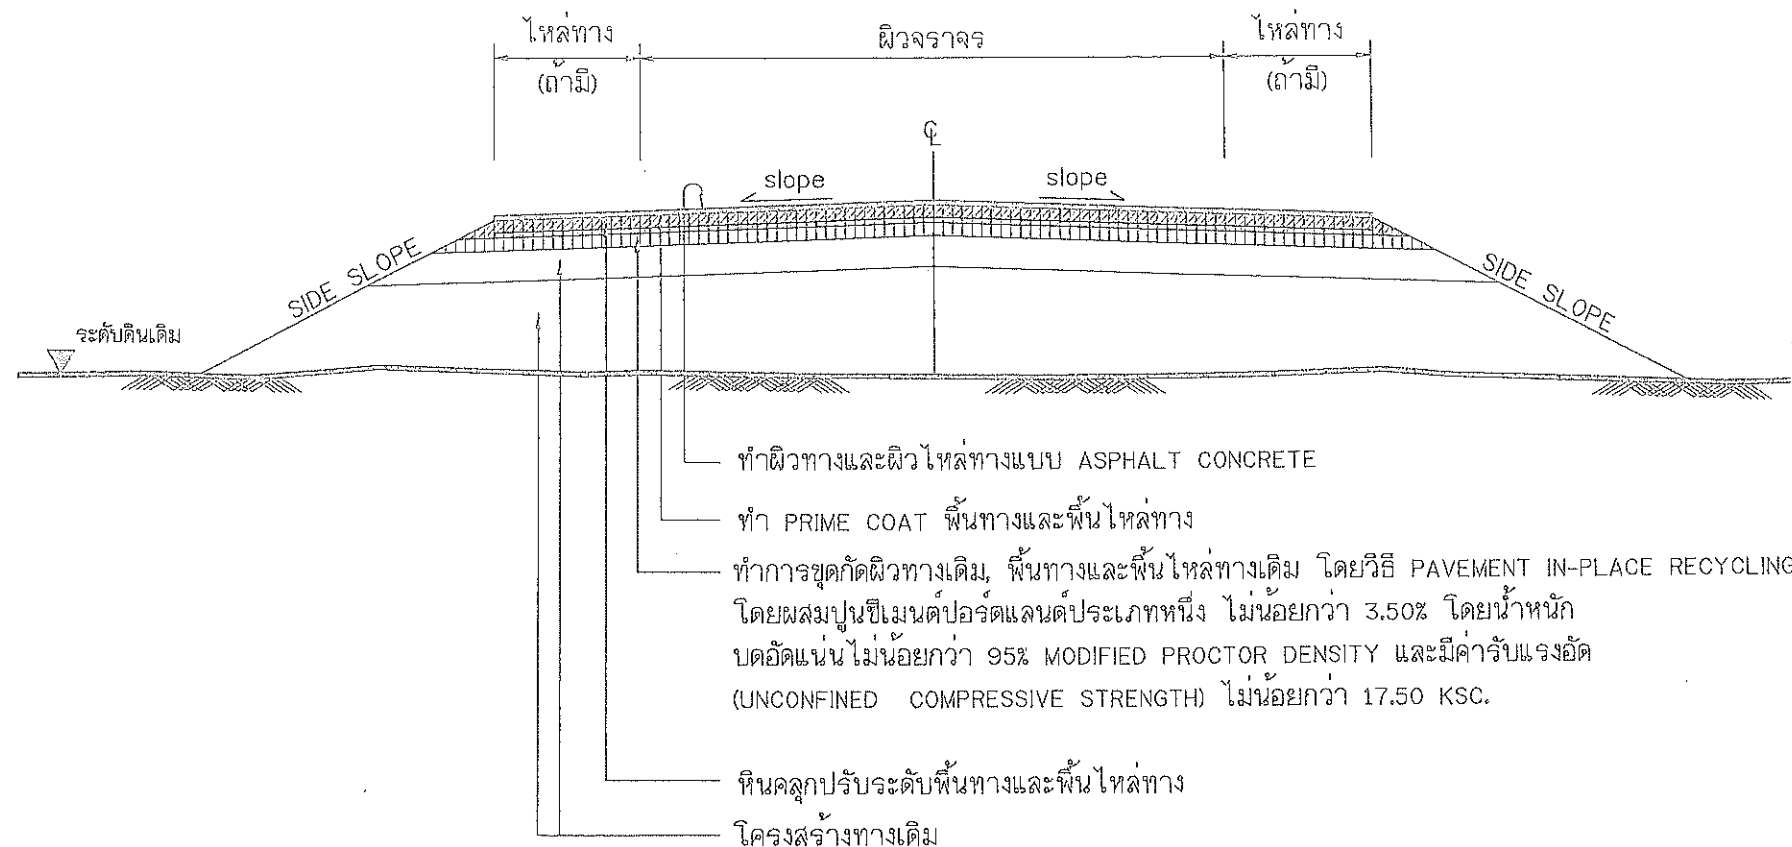 ไหล่ทาง ผิวจราจร ไหล่ทาง
(ถ้ามี) (ถ้ามี)
℄
slope slope
SIDE SLOPE SIDE SLOPE
ระดับดินเดิม
ทำผิวทางและผิวไหล่ทางแบบ ASPHALT CONCRETE
ทำ PRIME COAT พื้นทางและพื้นไหล่ทาง
ทำการขุดกัดผิวทางเดิม, พื้นทางและพื้นไหล่ทางเดิม โดยวิธี PAVEMENT IN-PLACE RECYCLING
โดยผสมปูนซีเมนต์ปอร์ตแลนด์ประเภทหนึ่ง ไม่น้อยกว่า 3.50% โดยน้ำหนัก
บดอัดแน่นไม่น้อยกว่า 95% MODIFIED PROCTOR DENSITY และมีค่ารับแรงอัด
(UNCONFINED COMPRESSIVE STRENGTH) ไม่น้อยกว่า 17.50 KSC.
หินคลุกปรับระดับพื้นทางและพื้นไหล่ทาง
โครงสร้างทางเดิม